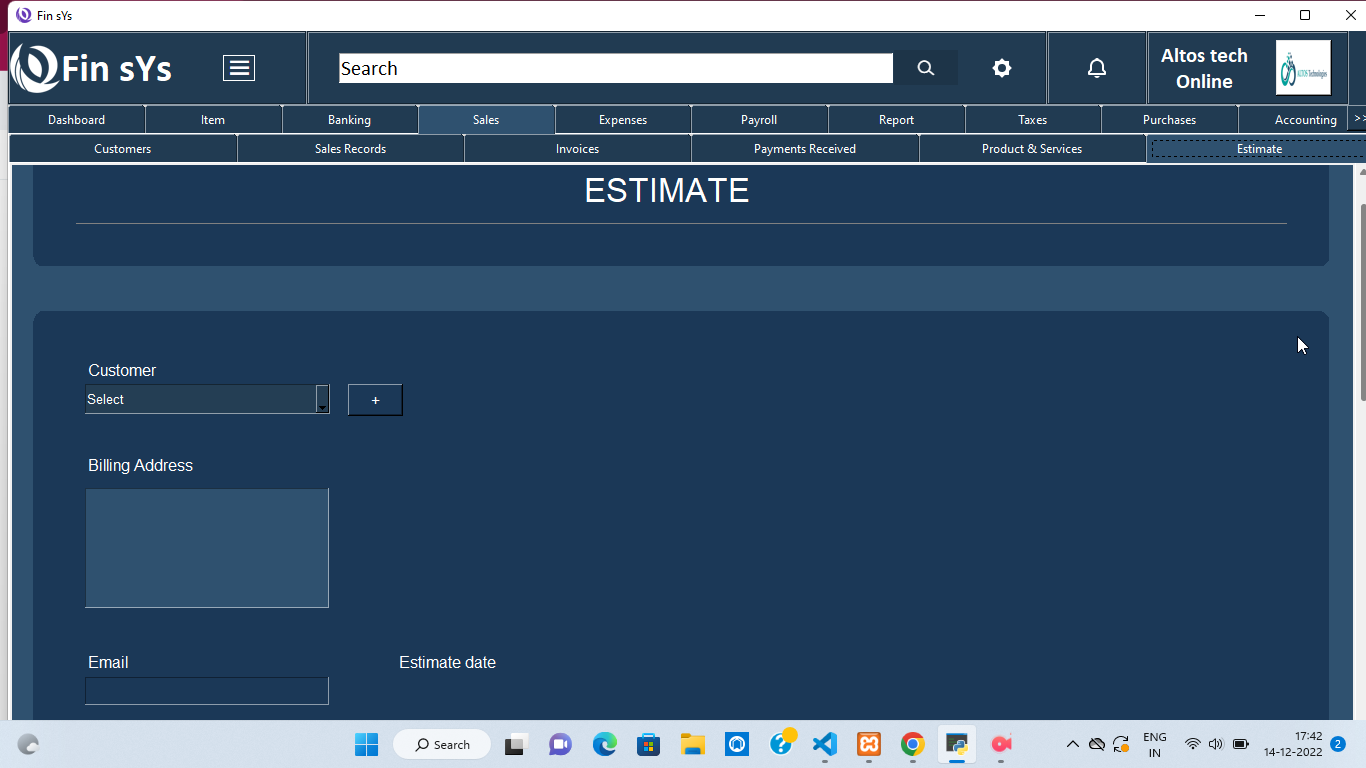 Fin sYs
Fin sYs
Search
Altos tech
Online
ALTOS Technologies
Dashboard
Item
Banking
Sales
Expenses
Payroll
Report
Taxes
Purchases
Accounting
>>
Customers
Sales Records
Invoices
Payments Received
Product & Services
Estimate
ESTIMATE
Customer
Select
+
Billing Address
Email
Estimate date
Search
ENG
IN
17:42
14-12-2022
2